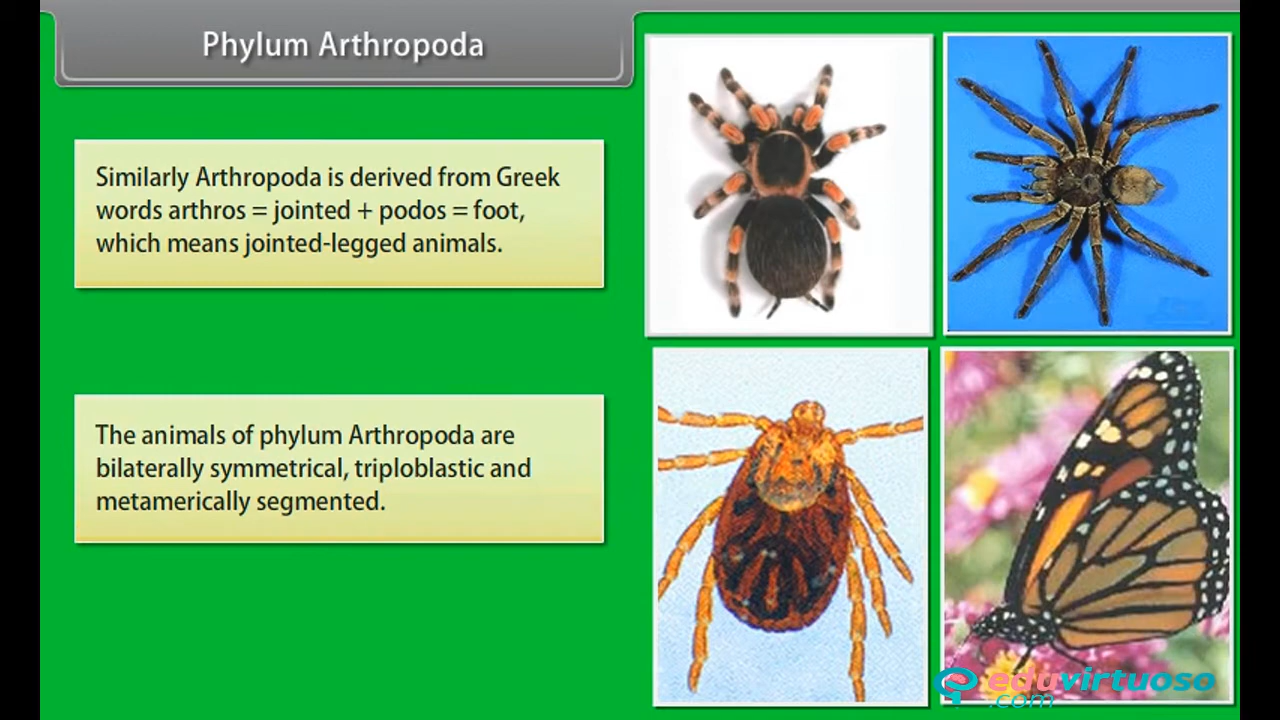 Phylum Arthropoda
Similarly Arthropoda is derived from Greek
words arthros = jointed + podos = foot,
which means jointed-legged animals.
The animals of phylum Arthropoda are
bilaterally symmetrical, triploblastic and
metamerically segmented.
eduvirtuoso
.com